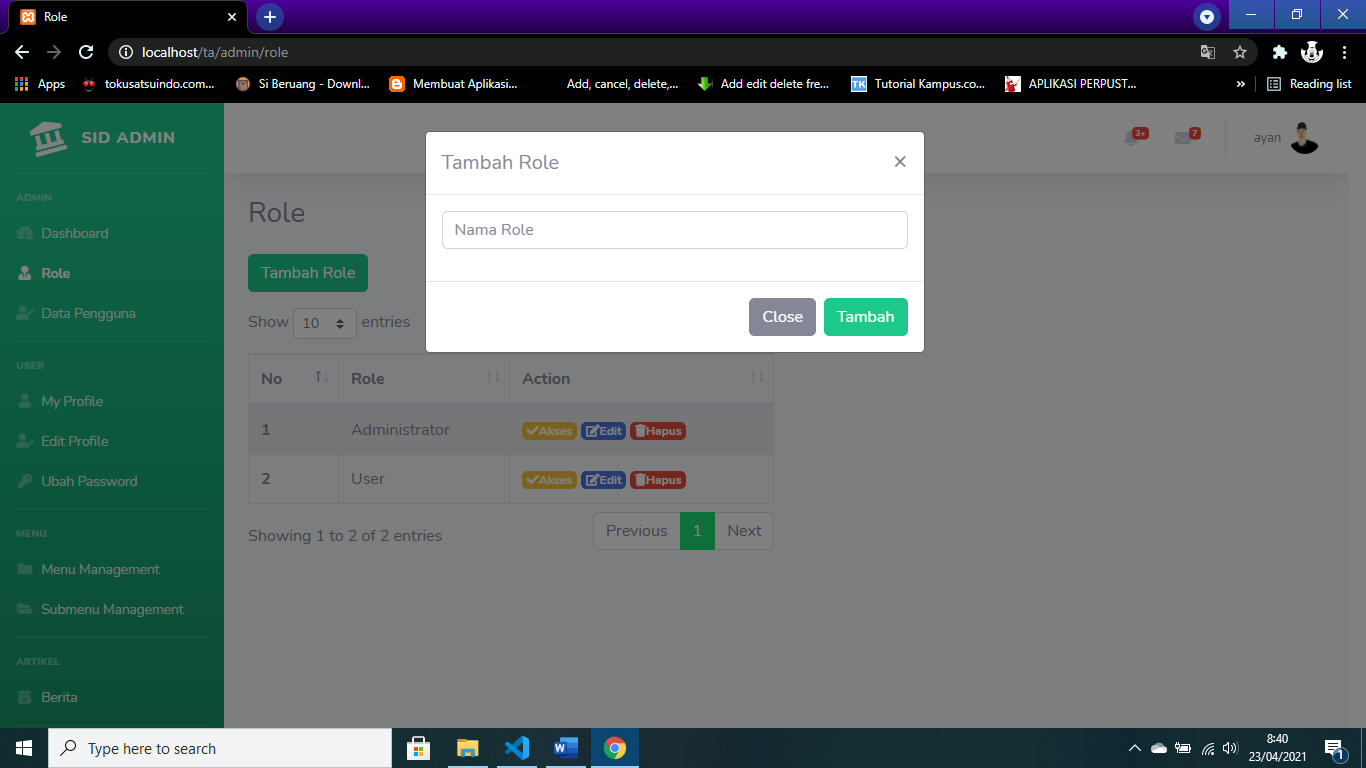 Role
localhost/ta/admin/role
Apps tokusatsuindo.com... Si Beruang - Downl... Membuat Aplikasi... Add, cancel, delete,... Add edit delete fre... Tutorial Kampus.co... APLIKASI PERPUST... » Reading list
SID ADMIN
3+ 7 ayan
Tambah Role ×
Nama Role
Close Tambah
ADMIN
Dashboard
Role
Data Pengguna
USER
My Profile
Edit Profile
Ubah Password
MENU
Menu Management
Submenu Management
ARTIKEL
Berita
Role
Tambah Role
Show 10 entries
No Role Action
1 Administrator Akses Edit Hapus
2 User Akses Edit Hapus
Showing 1 to 2 of 2 entries
Previous 1 Next
Type here to search
8:40
23/04/2021
1